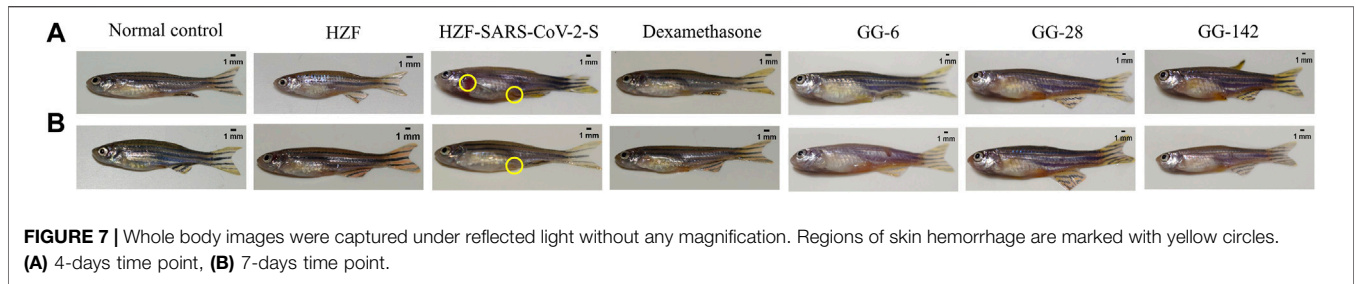 A
Normal control HZF HZF-SARS-CoV-2-S Dexamethasone GG-6 GG-28 GG-142
1 mm 1 mm 1 mm 1 mm 1 mm 1 mm 1 mm
B
1 mm 1 mm 1 mm 1 mm 1 mm 1 mm 1 mm
FIGURE 7 | Whole body images were captured under reflected light without any magnification. Regions of skin hemorrhage are marked with yellow circles.
(A) 4-days time point, (B) 7-days time point.